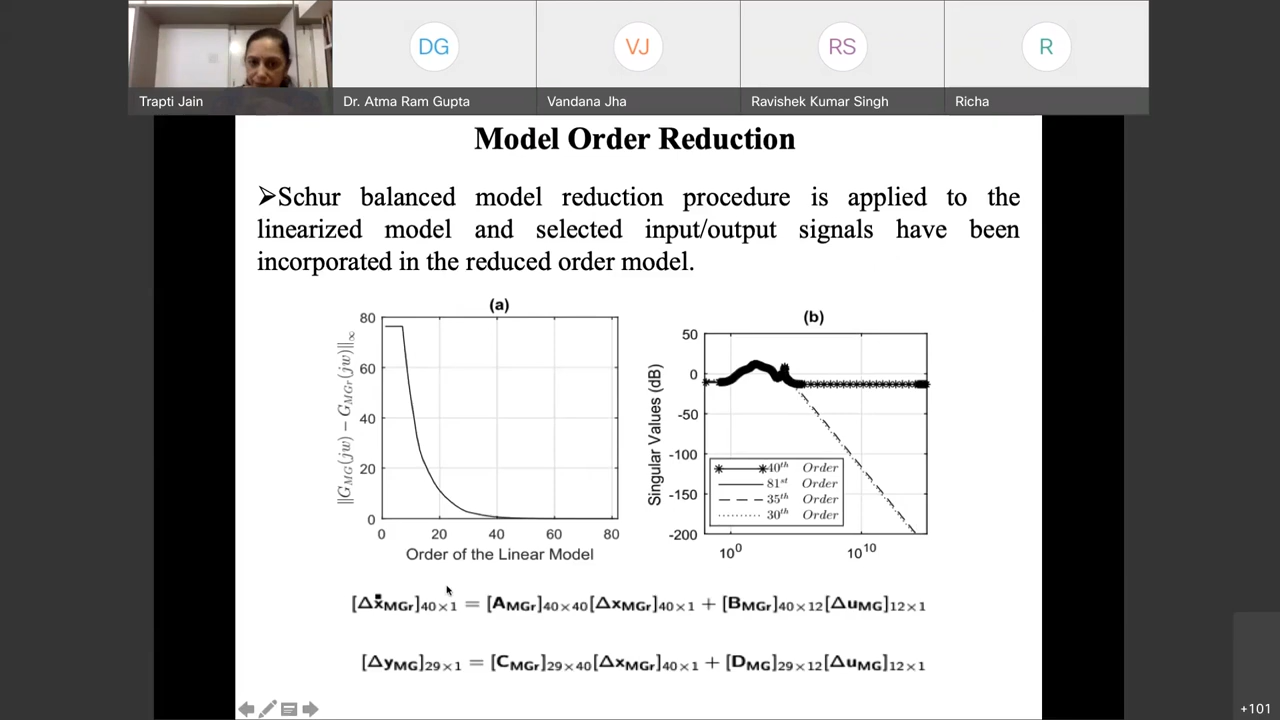 DG
VJ
RS
R
Trapti Jain
Dr. Atma Ram Gupta
Vandana Jha
Ravishek Kumar Singh
Richa
Model Order Reduction
➢Schur balanced model reduction procedure is applied to the
linearized model and selected input/output signals have been
incorporated in the reduced order model.
(a)
80
60
40
20
0
0 20 40 60 80
||G_MG(jw) − G_MGr(jw)||∞
Order of the Linear Model
(b)
50
0
-50
-100
-150
-200
10⁰ 10¹⁰
Singular Values (dB)
40th Order
81st Order
35th Order
30th Order
[Δẋ_MGr]40×1 = [A_MGr]40×40[Δx_MGr]40×1 + [B_MGr]40×12[Δu_MG]12×1
[Δy_MG]29×1 = [C_MGr]29×40[Δx_MGr]40×1 + [D_MG]29×12[Δu_MG]12×1
+101